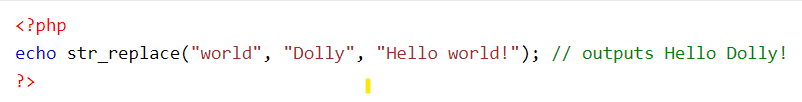 <?php
echo str_replace("world", "Dolly", "Hello world!"); // outputs Hello Dolly!
?>